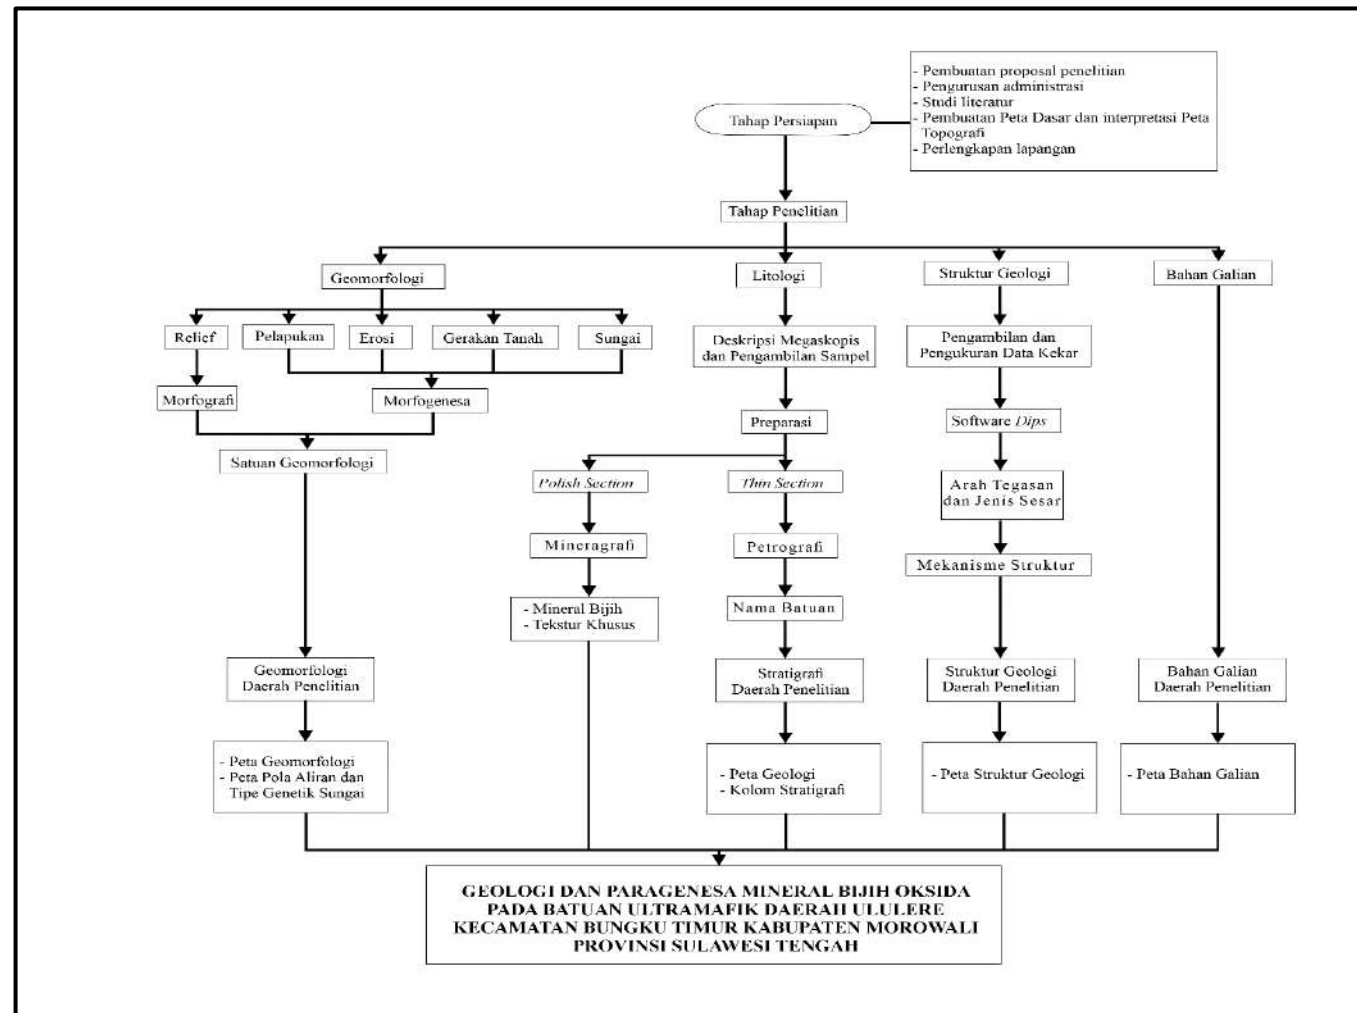 - Pembuatan proposal penelitian
- Pengurusan administrasi
- Studi literatur
- Pembuatan Peta Dasar dan interpretasi Peta
Topografi
- Perlengkapan lapangan
Tahap Persiapan
Tahap Penelitian
Geomorfologi
Litologi
Struktur Geologi
Bahan Galian
Relief
Pelapukan
Erosi
Gerakan Tanah
Sungai
Deskripsi Megaskopis
dan Pengambilan Sampel
Pengambilan dan
Pengukuran Data Kekar
Morfografi
Morfogenesa
Preparasi
Software Dips
Satuan Geomorfologi
Polish Section
Thin Section
Arah Tegasan
dan Jenis Sesar
Mineragrafi
Petrografi
Mekanisme Struktur
- Mineral Bijih
- Tekstur Khusus
Nama Batuan
Geomorfologi
Daerah Penelitian
Stratigrafi
Daerah Penelitian
Struktur Geologi
Daerah Penelitian
Bahan Galian
Daerah Penelitian
- Peta Geomorfologi
- Peta Pola Aliran dan
Tipe Genetik Sungai
- Peta Geologi
- Kolom Stratigrafi
- Peta Struktur Geologi
- Peta Bahan Galian
GEOLOGI DAN PARAGENESA MINERAL BIJIH OKSIDA
PADA BATUAN ULTRAMAFIK DAERAH ULULERE
KECAMATAN BUNGKU TIMUR KABUPATEN MOROWALI
PROVINSI SULAWESI TENGAH